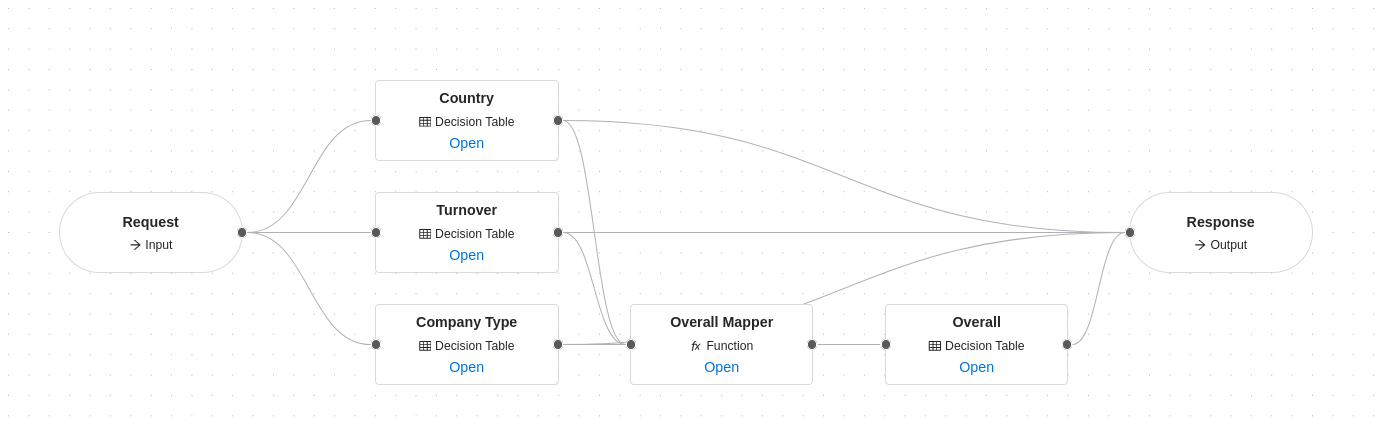 Country
Decision Table
Open
Request
Input
Turnover
Decision Table
Open
Response
Output
Company Type
Decision Table
Open
Overall Mapper
fx Function
Open
Overall
Decision Table
Open